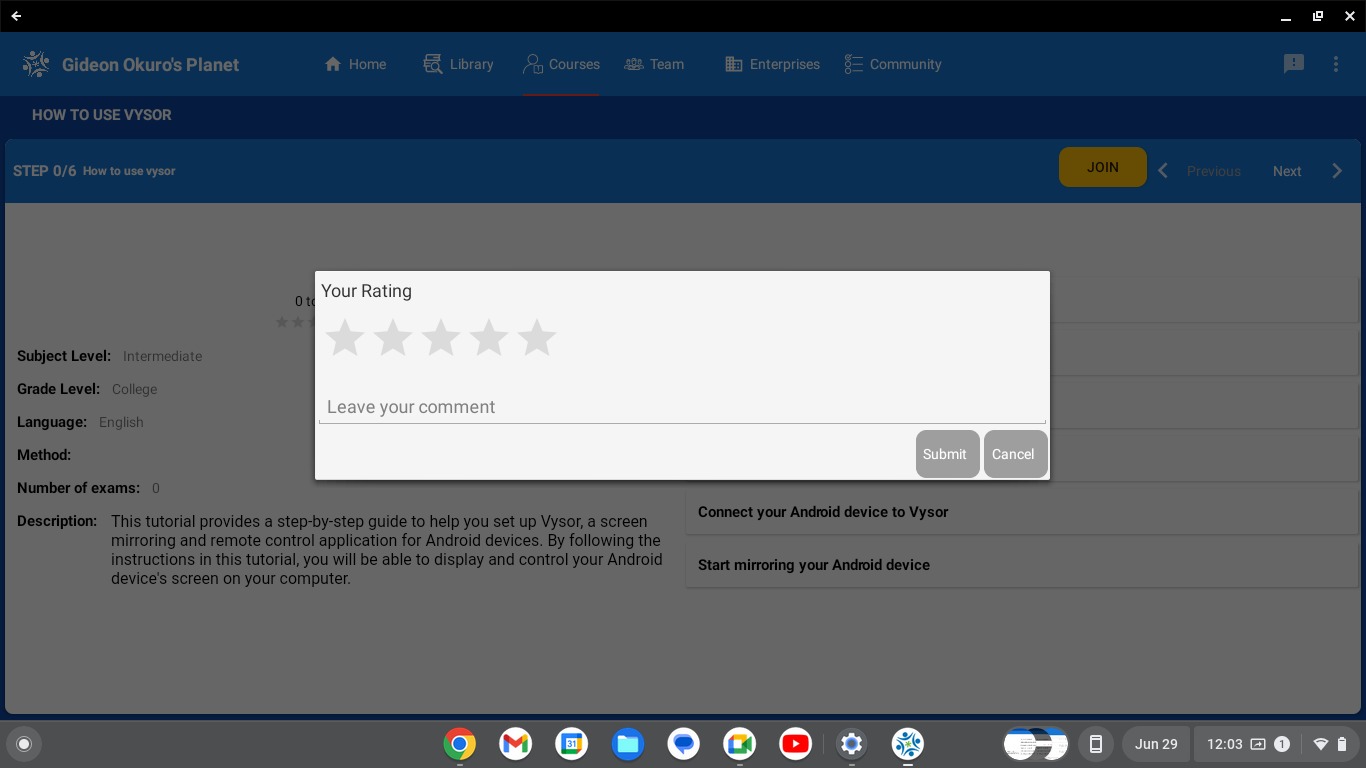 Gideon Okuro's Planet
Home
Library
Courses
Team
Enterprises
Community
HOW TO USE VYSOR
STEP 0/6 How to use vysor
JOIN
Previous
Next
Your Rating
Leave your comment
Submit
Cancel
0 to
Subject Level: Intermediate
Grade Level: College
Language: English
Method:
Number of exams: 0
Description: This tutorial provides a step-by-step guide to help you set up Vysor, a screen
mirroring and remote control application for Android devices. By following the
instructions in this tutorial, you will be able to display and control your Android
device's screen on your computer.
Connect your Android device to Vysor
Start mirroring your Android device
31
Jun 29
12:03
1